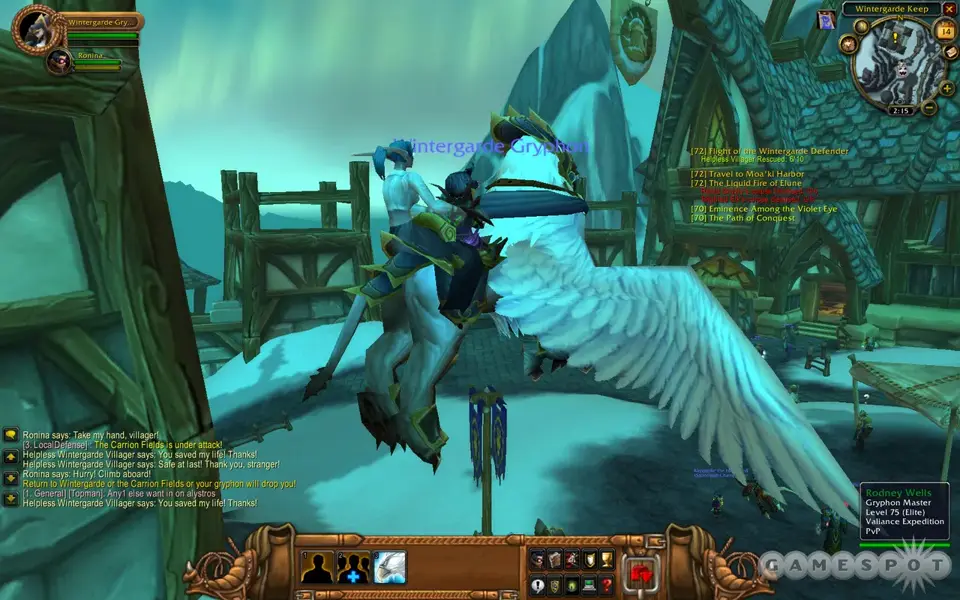 Wintergarde Gry...
Ronina
Wintergarde Keep
14
2:15
Wintergarde Gryphon
[72] Flight of the Wintergarde Defender
Helpless Villager Rescued: 6/10
[72] Travel to Moa'ki Harbor
[72] The Liquid Fire of Elune
[70] Eminence Among the Violet Eye
[70] The Path of Conquest
Ronina says: Take my hand, villager!
[3. LocalDefense] : The Carrion Fields is under attack!
Helpless Wintergarde Villager says: You saved my life! Thanks!
Helpless Wintergarde Villager says: Safe at last! Thank you, stranger!
Ronina says: Hurry! Climb aboard!
Return to Wintergarde or the Carrion Fields or your gryphon will drop you!
[1. General] [Topman]: Any1 else want in on alystros
Helpless Wintergarde Villager says: You saved my life! Thanks!
Rodney Wells
Gryphon Master
Level 75 (Elite)
Valiance Expedition
PvP
1
2
GAMESPOT